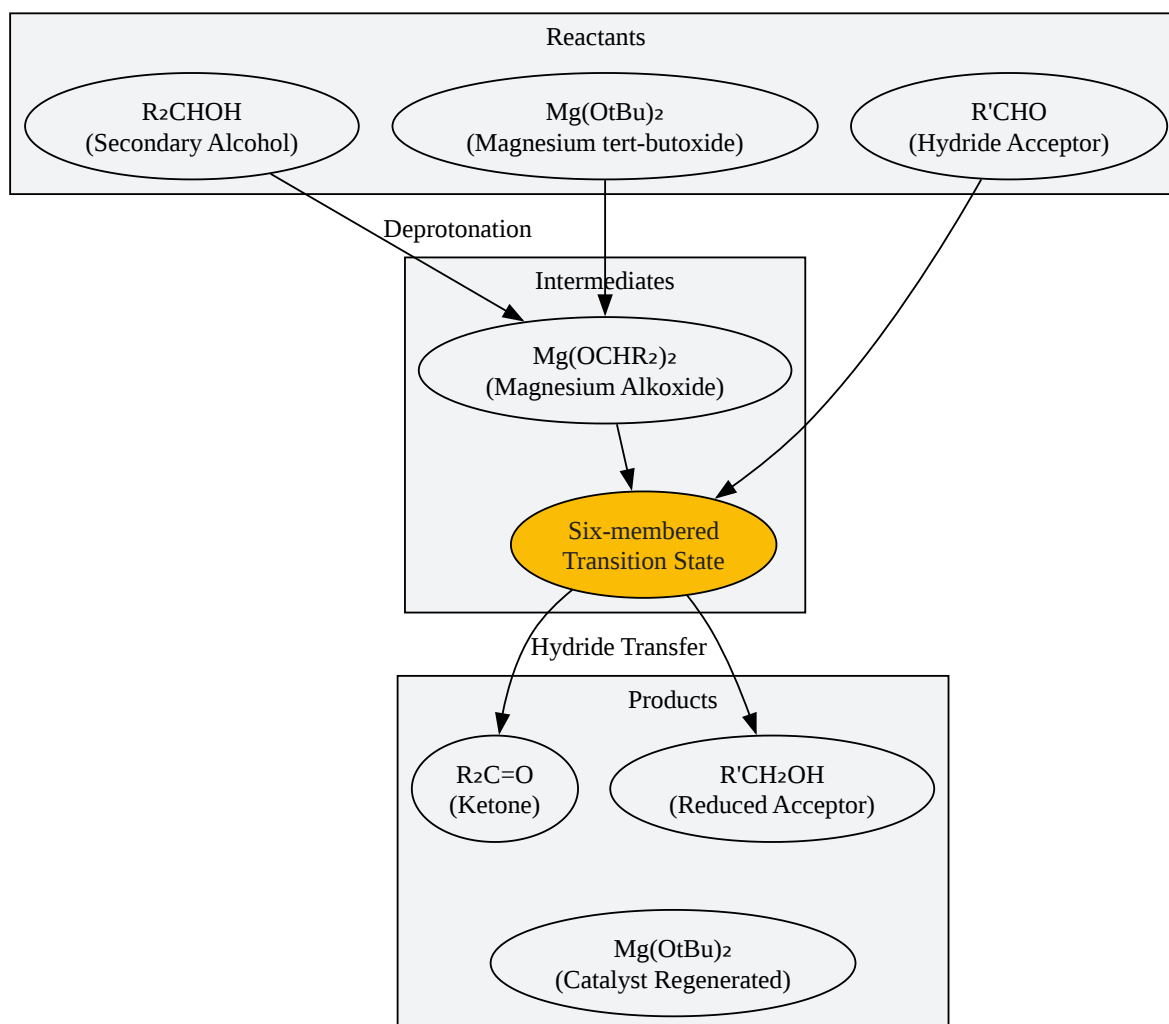 Reactants
R₂CHOH
(Secondary Alcohol)
Mg(OtBu)₂
(Magnesium tert-butoxide)
R'CHO
(Hydride Acceptor)
Deprotonation
Intermediates
Mg(OCHR₂)₂
(Magnesium Alkoxide)
Six-membered
Transition State
Hydride Transfer
Products
R₂C=O
(Ketone)
R'CH₂OH
(Reduced Acceptor)
Mg(OtBu)₂
(Catalyst Regenerated)